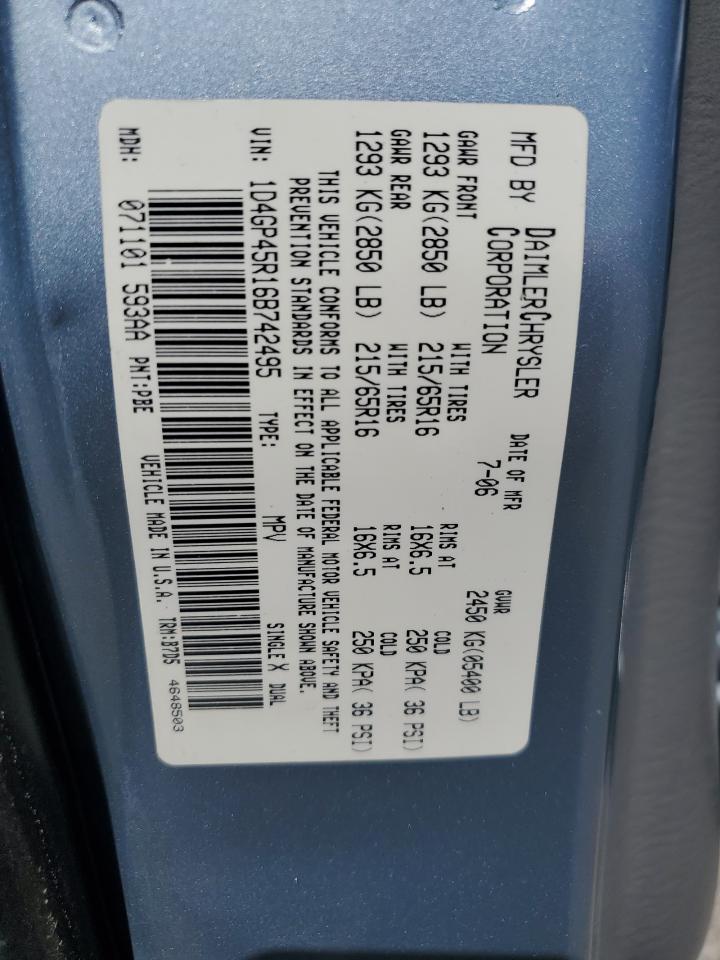 MFD BY DAIMLERCHRYSLER CORPORATION DATE OF MFR 7-06 GVWR 2450 KG(05400 LB)
GAWR FRONT WITH TIRES RIMS AT COLD
1293 KG(2850 LB) 215/65R16 16X6.5 250 KPA( 36 PSI)
GAWR REAR WITH TIRES RIMS AT COLD
1293 KG(2850 LB) 215/65R16 16X6.5 250 KPA( 36 PSI)
THIS VEHICLE CONFORMS TO ALL APPLICABLE FEDERAL MOTOR VEHICLE SAFETY AND THEFT
PREVENTION STANDARDS IN EFFECT ON THE DATE OF MANUFACTURE SHOWN ABOVE.
VIN: 1D4GP45R16B742495 TYPE: MPV SINGLE X DUAL
MDH: 071101 593AA PNT:PBE VEHICLE MADE IN U.S.A. TRM:B7D5 4648503